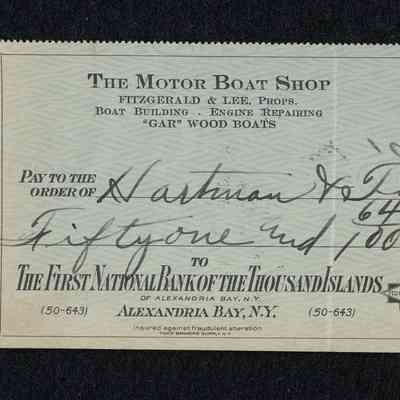 THE MOTOR BOAT SHOP
FITZGERALD & LEE, PROPS.
BOAT BUILDING . ENGINE REPAIRING
"GAR" WOOD BOATS
PAY TO THE
ORDER OF Hartman &
Fiftyone and 64/100
TO
THE FIRST NATIONAL BANK OF THE THOUSAND ISLANDS
OF ALEXANDRIA BAY, N.Y.
(50-643) ALEXANDRIA BAY, N.Y. (50-643)
Insured against fraudulent alteration